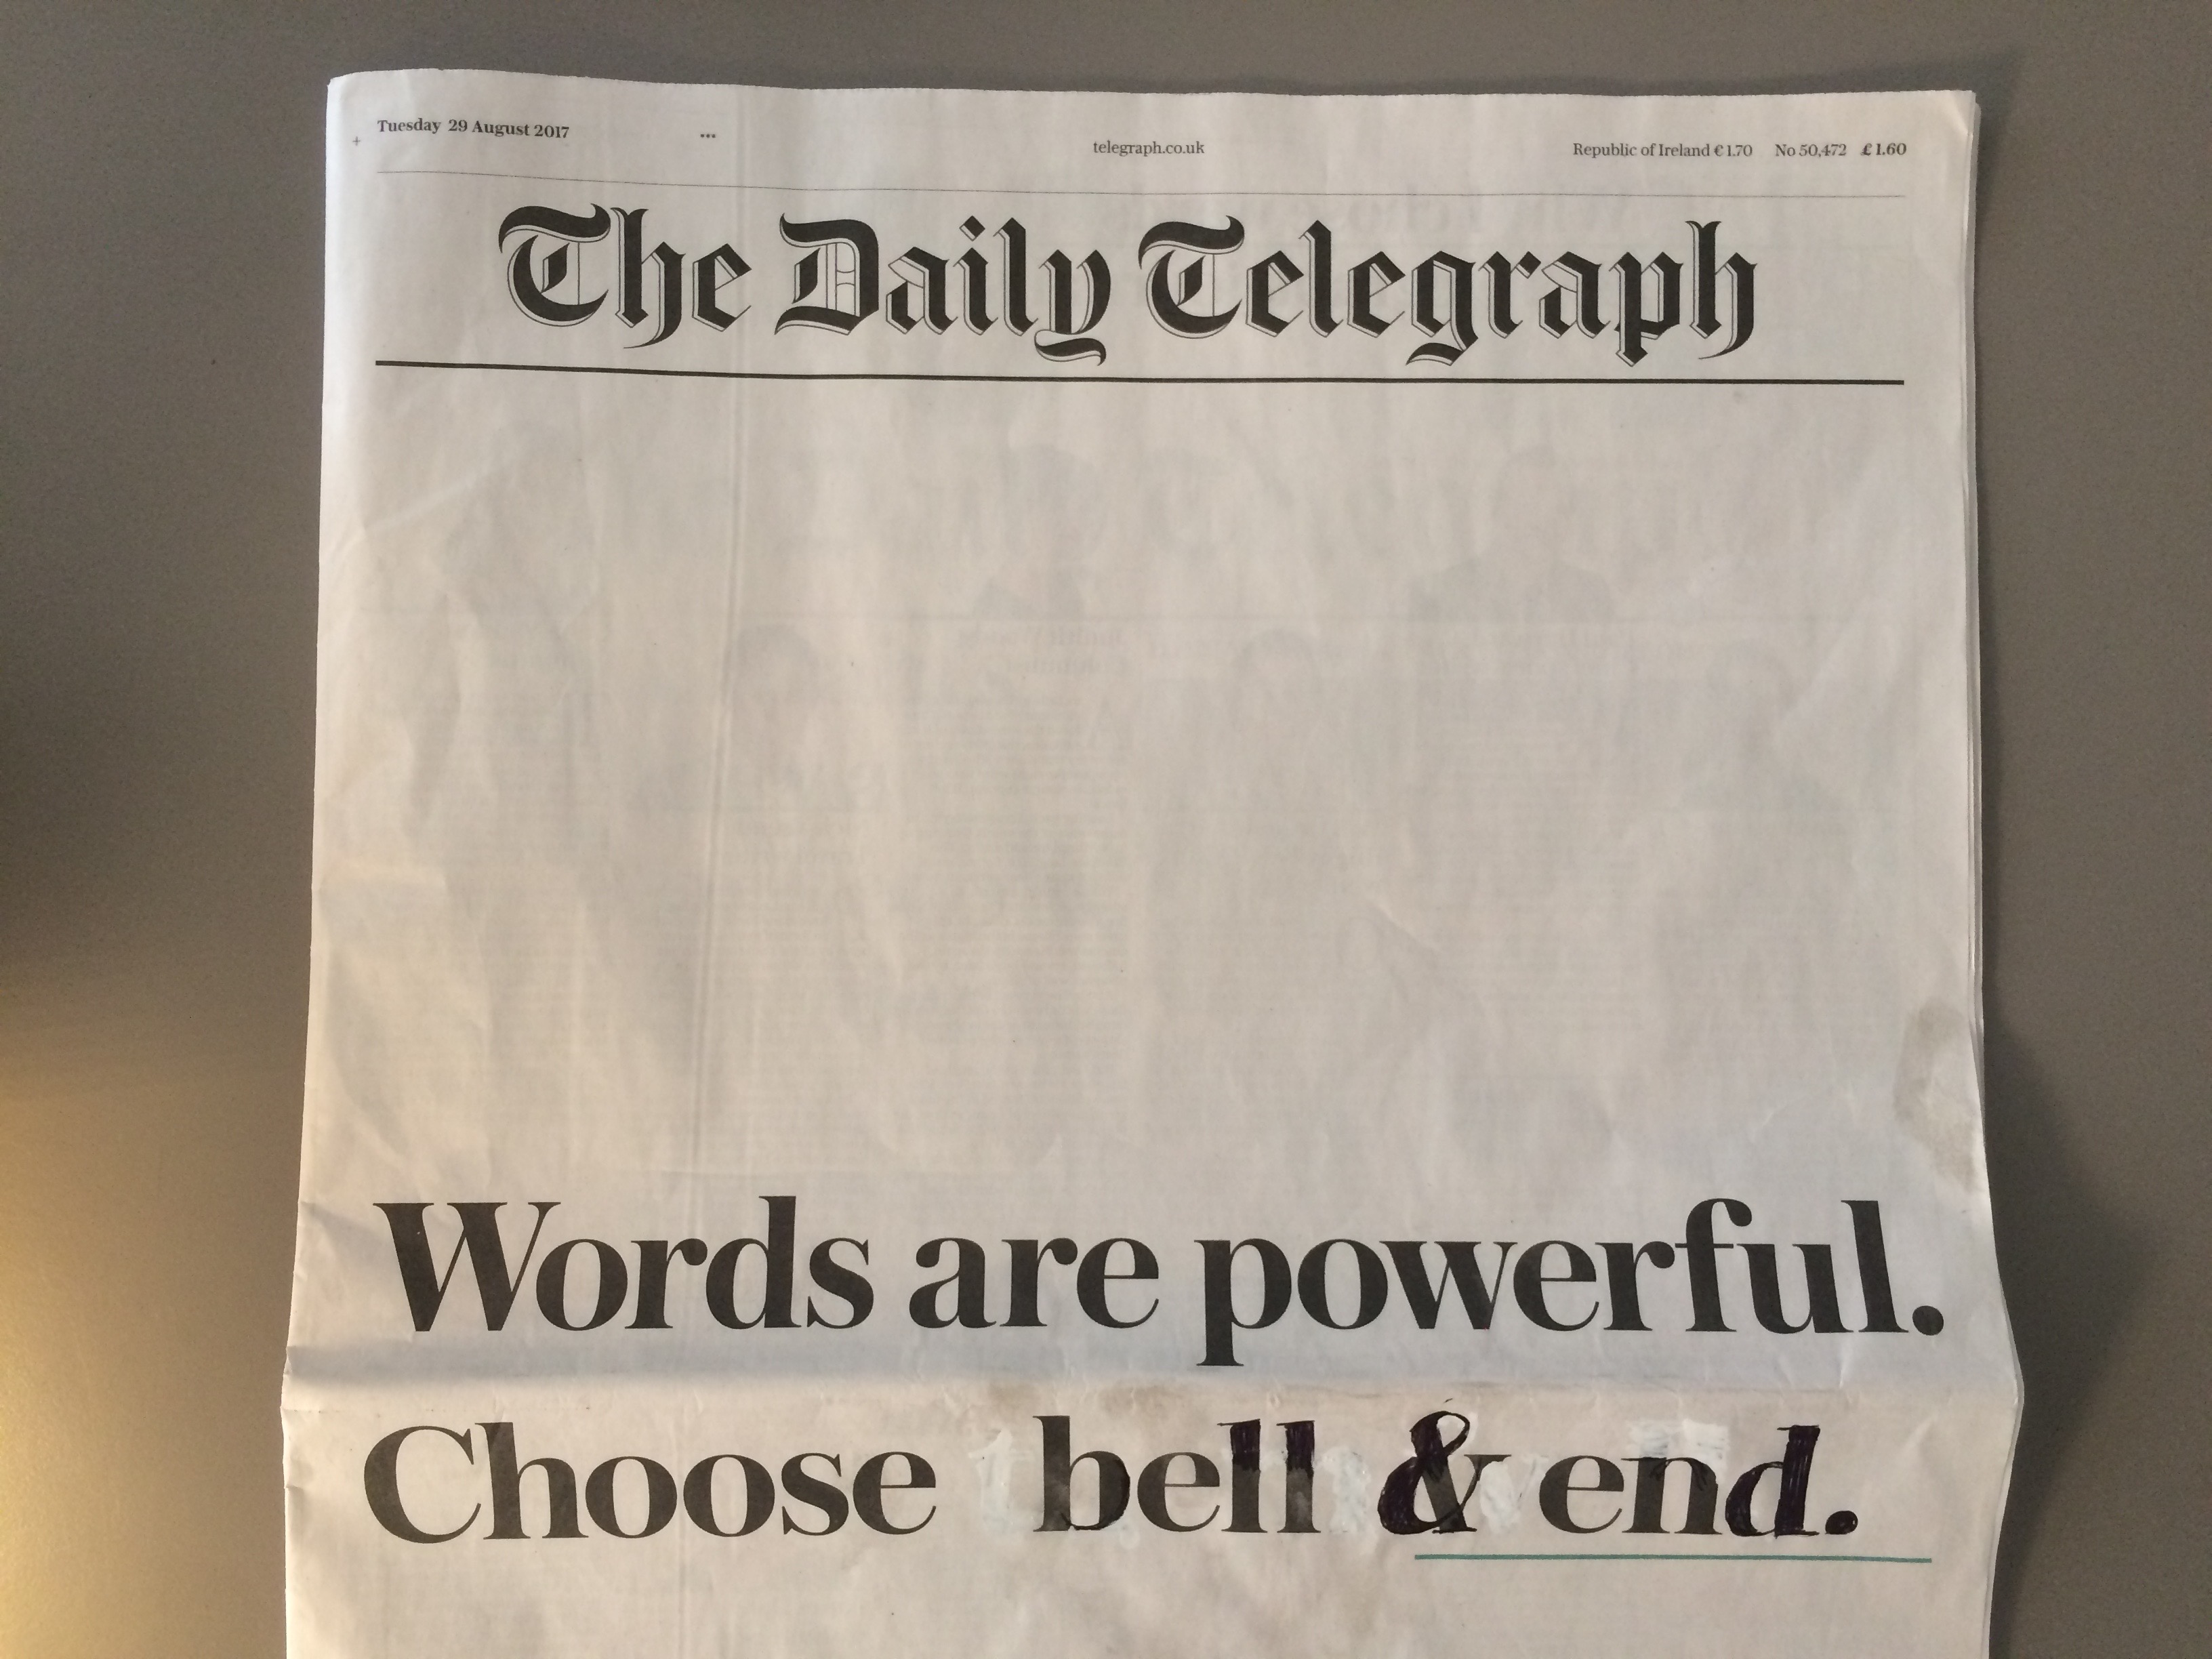 Tuesday 29 August 2017 ... telegraph.co.uk Republic of Ireland € 1.70 No 50,472 £ 1.60
The Daily Telegraph
Words are powerful.
Choose bell & end.